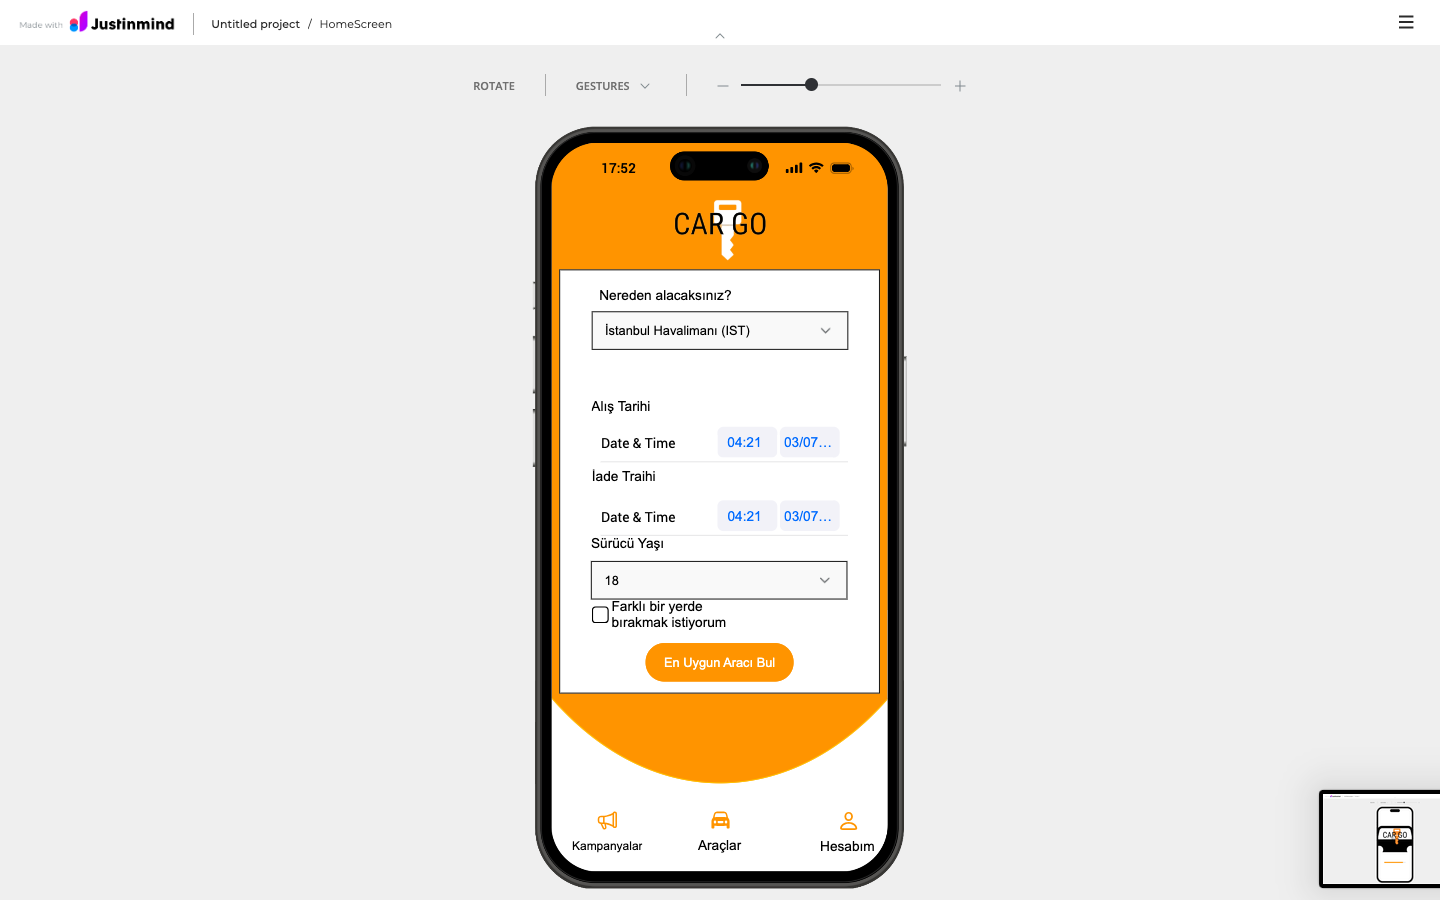 Made with Justinmind
Untitled project / HomeScreen
ROTATE
GESTURES
17:52
CAR GO
Nereden alacaksınız?
İstanbul Havalimanı (IST)
Alış Tarihi
Date & Time 04:21 03/07...
İade Traihi
Date & Time 04:21 03/07...
Sürücü Yaşı
18
Farklı bir yerde
bırakmak istiyorum
En Uygun Aracı Bul
Kampanyalar
Araçlar
Hesabım
CAR GO